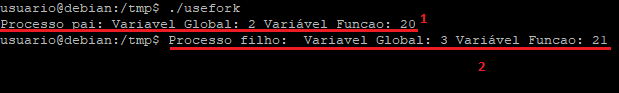 usuario@debian:/tmp$ ./usefork
Processo pai: Variavel Global: 2 Variável Funcao: 20 1
usuario@debian:/tmp$ Processo filho:  Variavel Global: 3 Variável Funcao: 21
2